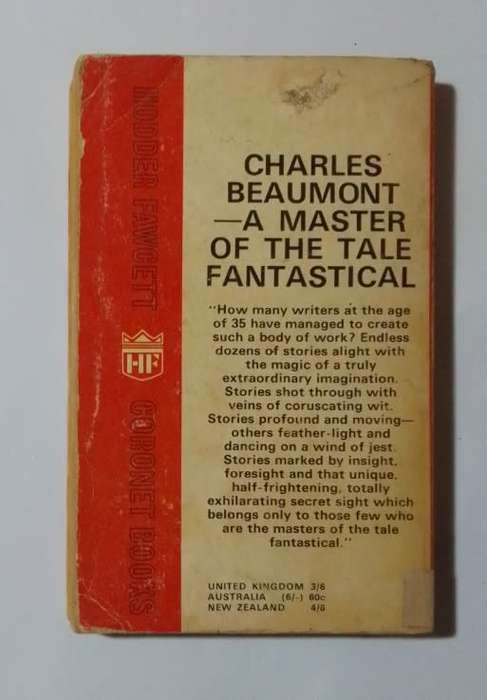 HODDER FAWCETT
HF
CORONET BOOKS
CHARLES
BEAUMONT
—A MASTER
OF THE TALE
FANTASTICAL
"How many writers at the age
of 35 have managed to create
such a body of work? Endless
dozens of stories alight with
the magic of a truly
extraordinary imagination.
Stories shot through with
veins of coruscating wit.
Stories profound and moving—
others feather-light and
dancing on a wind of jest.
Stories marked by insight,
foresight and that unique,
half-frightening, totally
exhilarating secret sight which
belongs only to those few who
are the masters of the tale
fantastical."
UNITED KINGDOM 3/6
AUSTRALIA (6/-) 60c
NEW ZEALAND 4/6